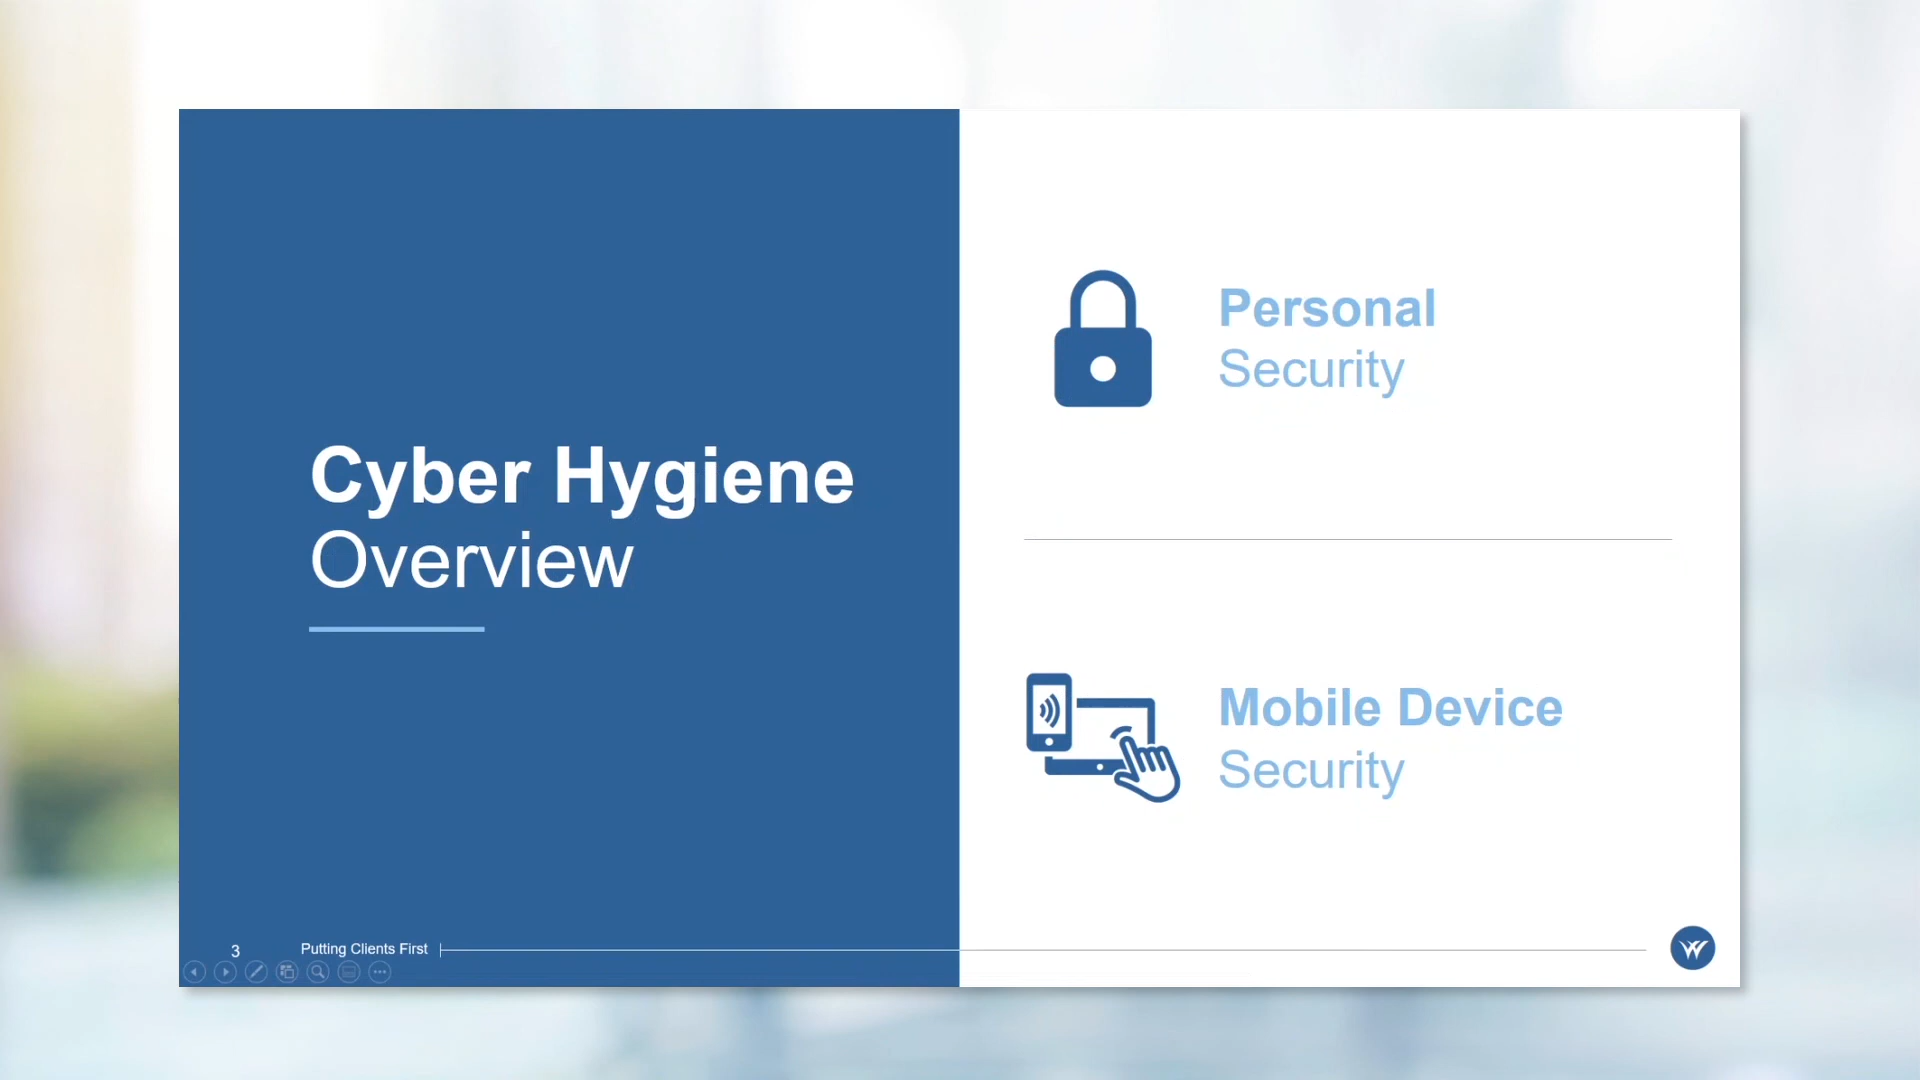 Cyber Hygiene
Overview
Personal
Security
Mobile Device
Security
3
Putting Clients First
W